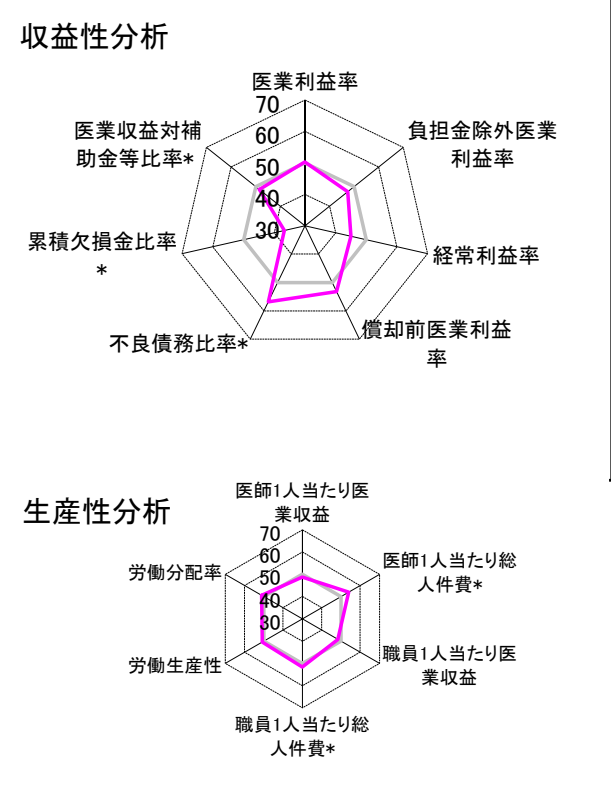 収益性分析
医業利益率
70
60
50
40
30
負担金除外医業
利益率
経常利益率
償却前医業利益
率
不良債務比率*
累積欠損金比率
*
医業収益対補
助金等比率*
生産性分析
医師1人当たり医
業収益
70
60
50
40
30
医師1人当たり総
人件費*
職員1人当たり医
業収益
職員1人当たり総
人件費*
労働生産性
労働分配率